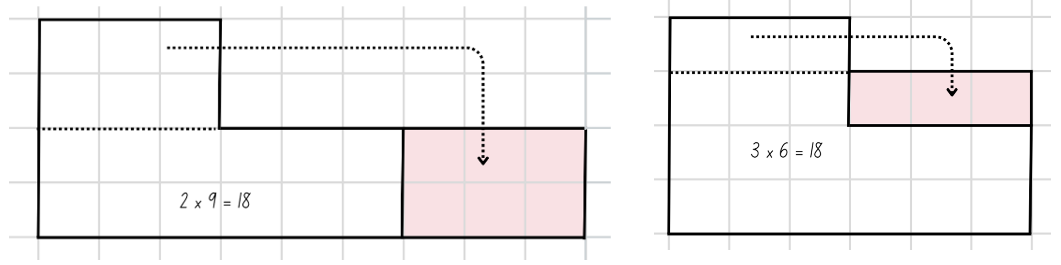 2 x 9 = 18
3 x 6 = 18